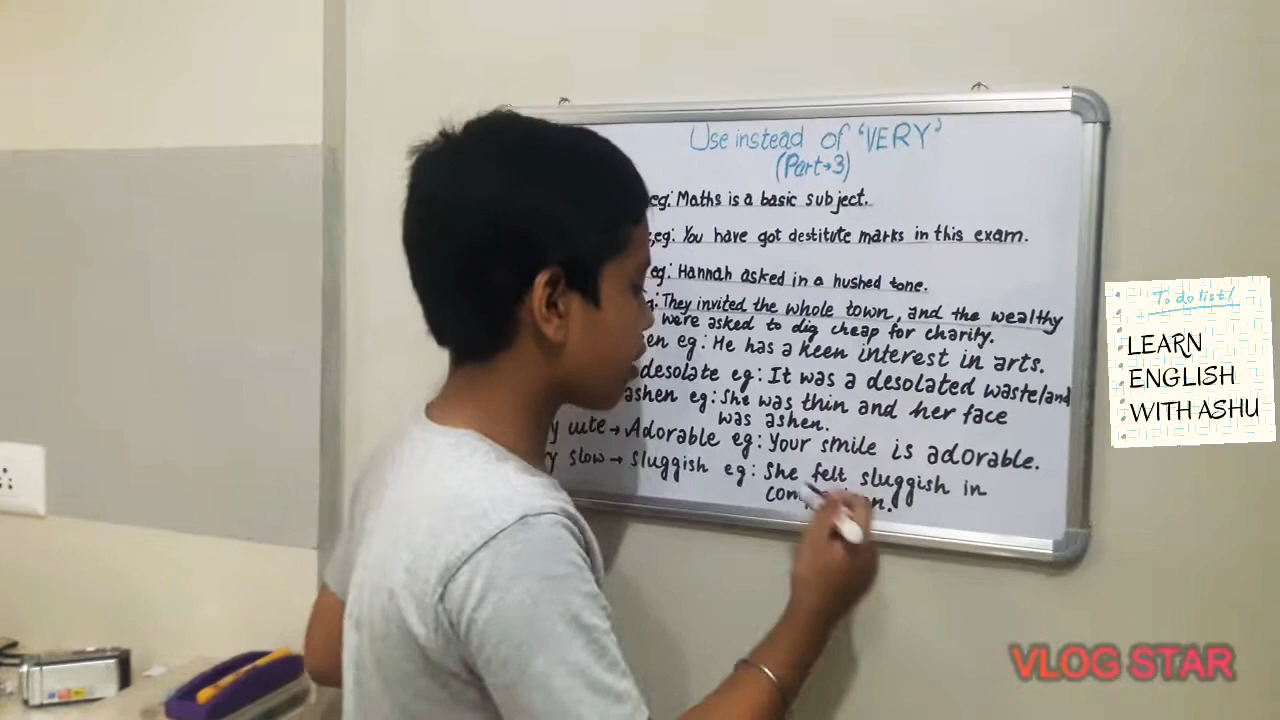 Use instead of 'VERY'
(Part→3)
eg: Maths is a basic subject.
eg: You have got destitute marks in this exam.
eg: Hannah asked in a hushed tone.
They invited the whole town, and the wealthy
were asked to dig cheap for charity.
eg: He has a keen interest in arts.
desolate eg: It was a desolated wasteland
ashen eg: She was thin and her face
was ashen.
cute → Adorable eg: Your smile is adorable.
slow → sluggish eg: She felt sluggish in
To do list!
LEARN
ENGLISH
WITH ASHU
VLOG STAR